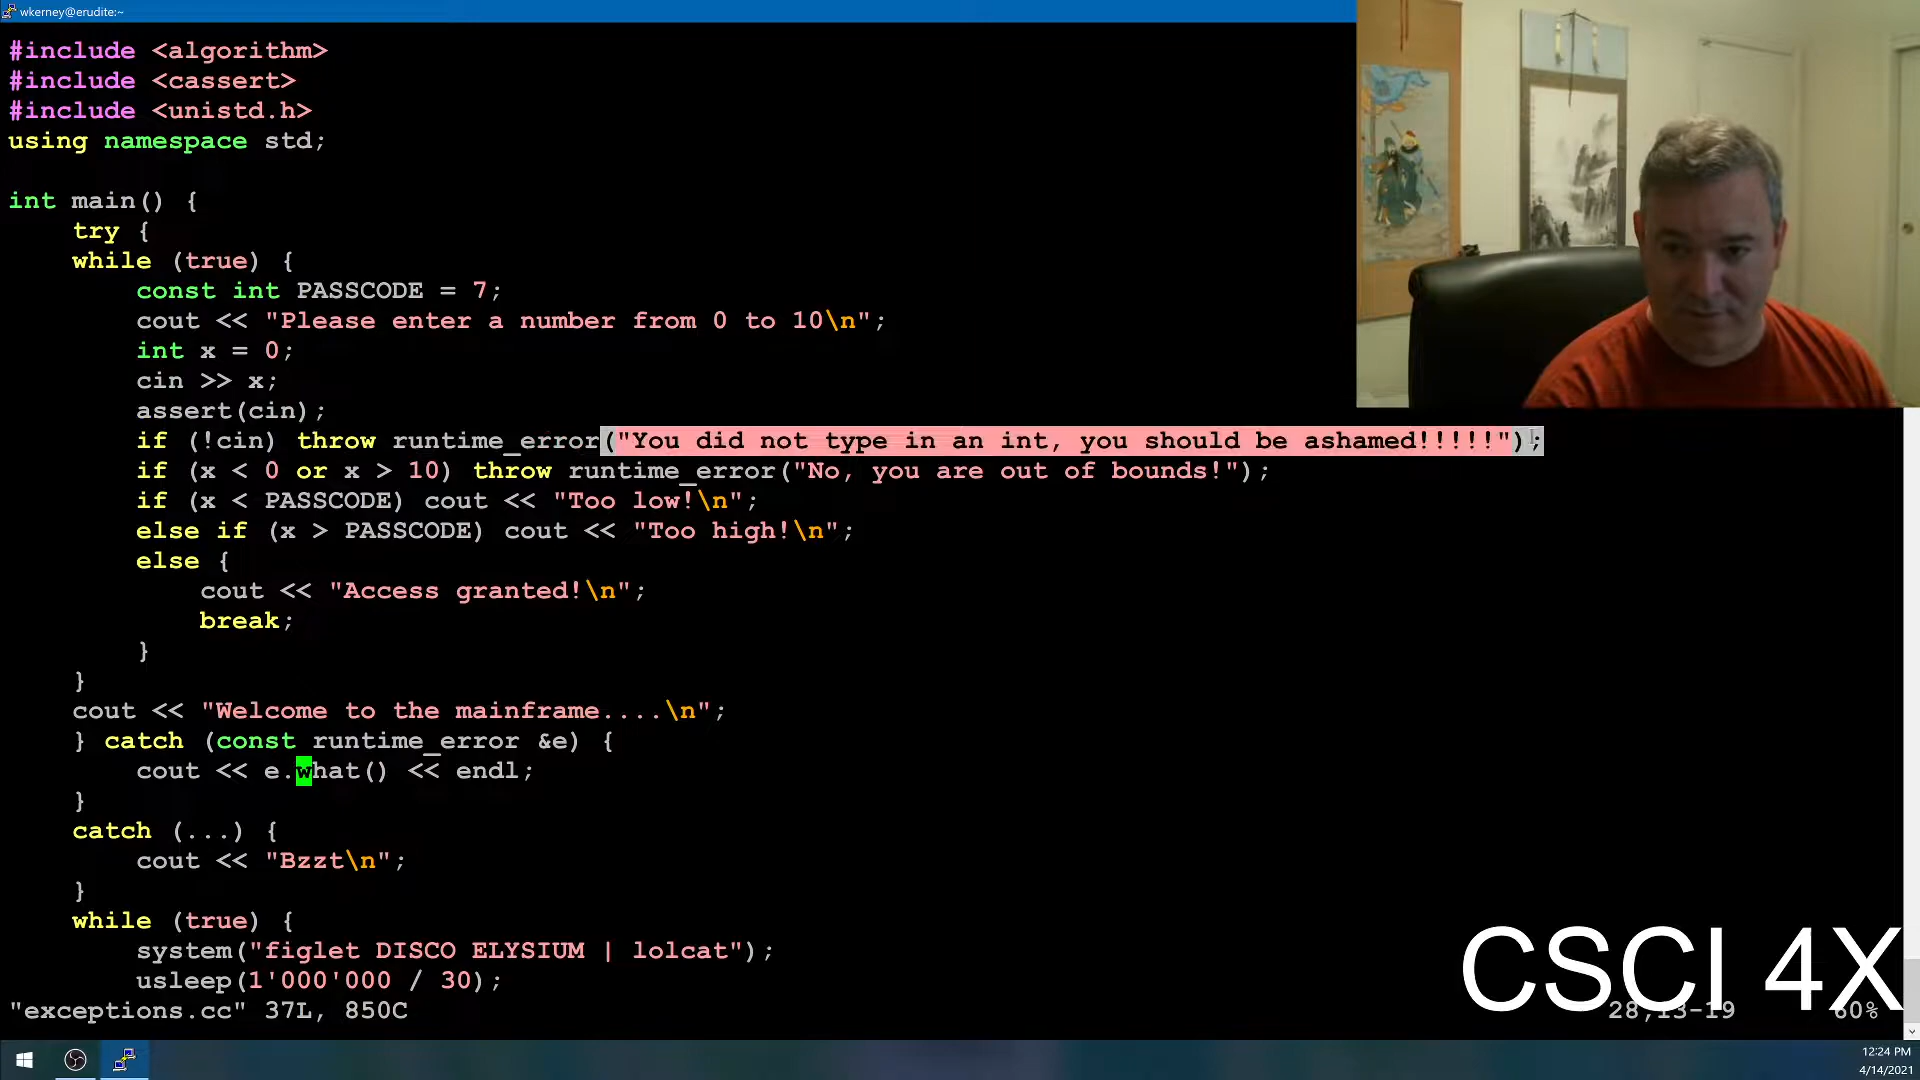 wkerney@erudite:~
#include <algorithm>
#include <cassert>
#include <unistd.h>
using namespace std;
int main() {
try {
while (true) {
const int PASSCODE = 7;
cout << "Please enter a number from 0 to 10\n";
int x = 0;
cin >> x;
assert(cin);
if (!cin) throw runtime_error("You did not type in an int, you should be ashamed!!!!!");
if (x < 0 or x > 10) throw runtime_error("No, you are out of bounds!");
if (x < PASSCODE) cout << "Too low!\n";
else if (x > PASSCODE) cout << "Too high!\n";
else {
cout << "Access granted!\n";
break;
}
}
cout << "Welcome to the mainframe....\n";
} catch (const runtime_error &e) {
cout << e.what() << endl;
}
catch (...) {
cout << "Bzzt\n";
}
while (true) {
system("figlet DISCO ELYSIUM | lolcat");
usleep(1'000'000 / 30);
"exceptions.cc" 37L, 850C
28,13-19
60%
CSCI 4X
12:24 PM
4/14/2021